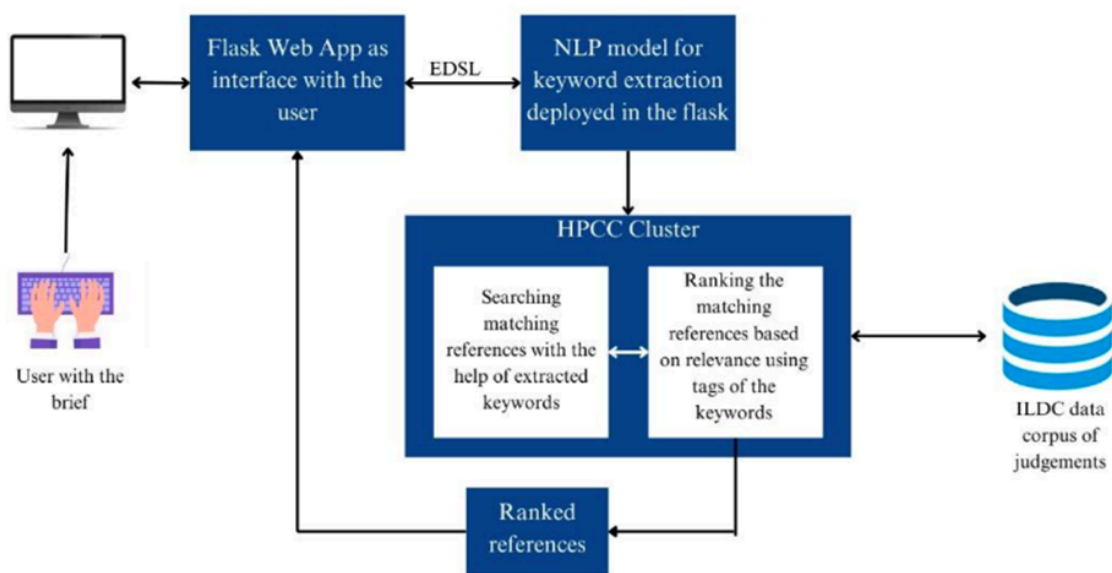 Flask Web App as
interface with the
user
EDSL
NLP model for
keyword extraction
deployed in the flask
HPCC Cluster
Searching
matching
references with the
help of extracted
keywords
Ranking the
matching
references based
on relevance using
tags of the
keywords
User with the
brief
ILDC data
corpus of
judgements
Ranked
references